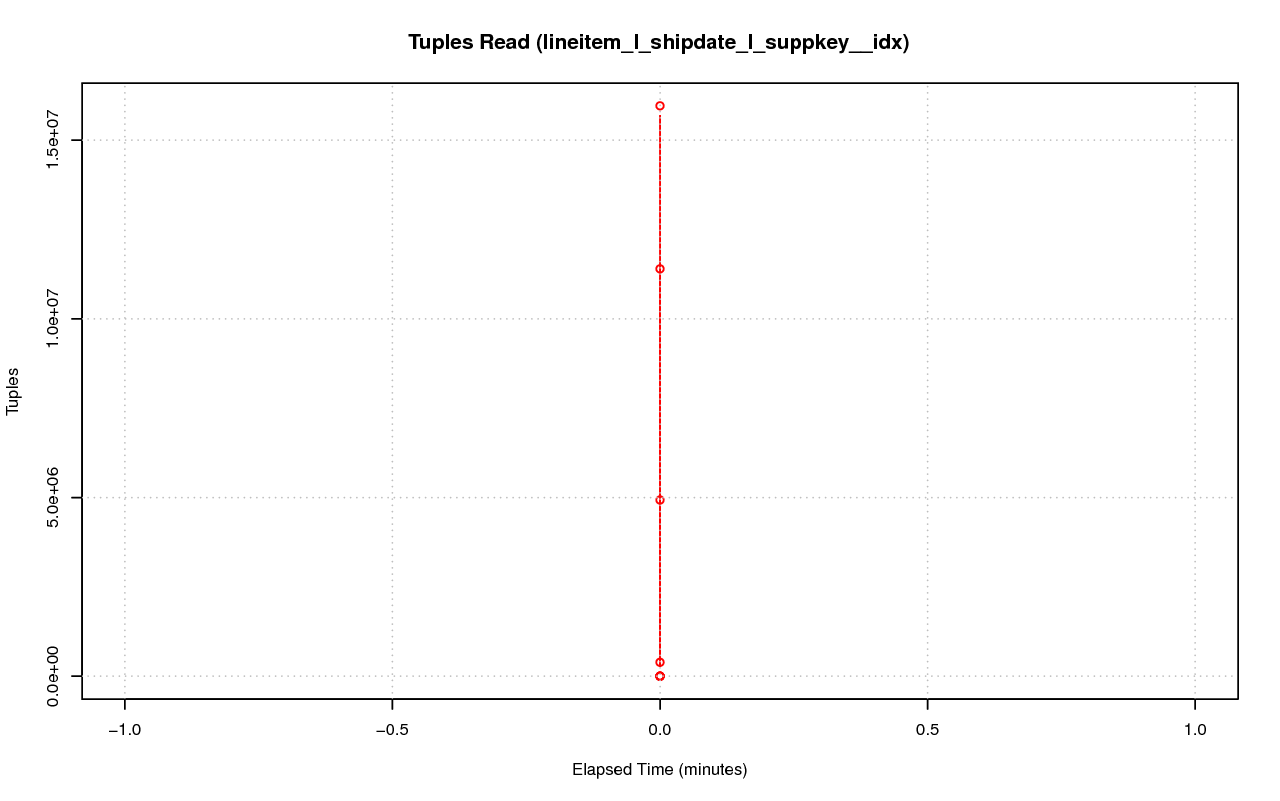 Tuples Read (lineitem_l_shipdate_l_suppkey__idx)
Tuples
1.5e+07
1.0e+07
5.0e+06
0.0e+00
−1.0 −0.5 0.0 0.5 1.0
Elapsed Time (minutes)